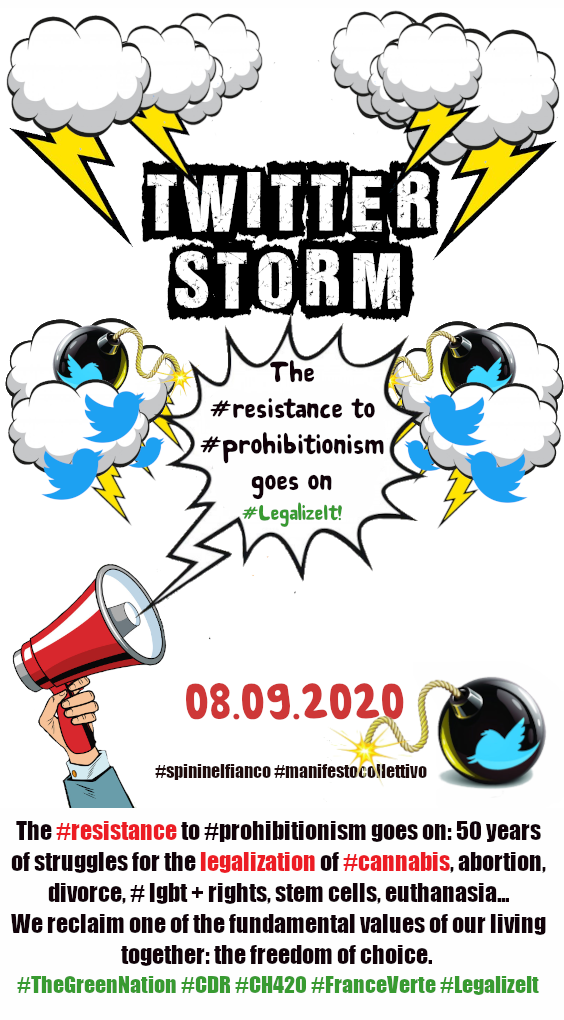 TWITTER
STORM
The
#resistance to
#prohibitionism
goes on
#LegalizeIt!
08.09.2020
#spininelfianco #manifestocollettivo
The #resistance to #prohibitionism goes on: 50 years
of struggles for the legalization of #cannabis, abortion,
divorce, # lgbt + rights, stem cells, euthanasia...
We reclaim one of the fundamental values of our living
together: the freedom of choice.
#TheGreenNation #CDR #CH420 #FranceVerte #LegalizeIt